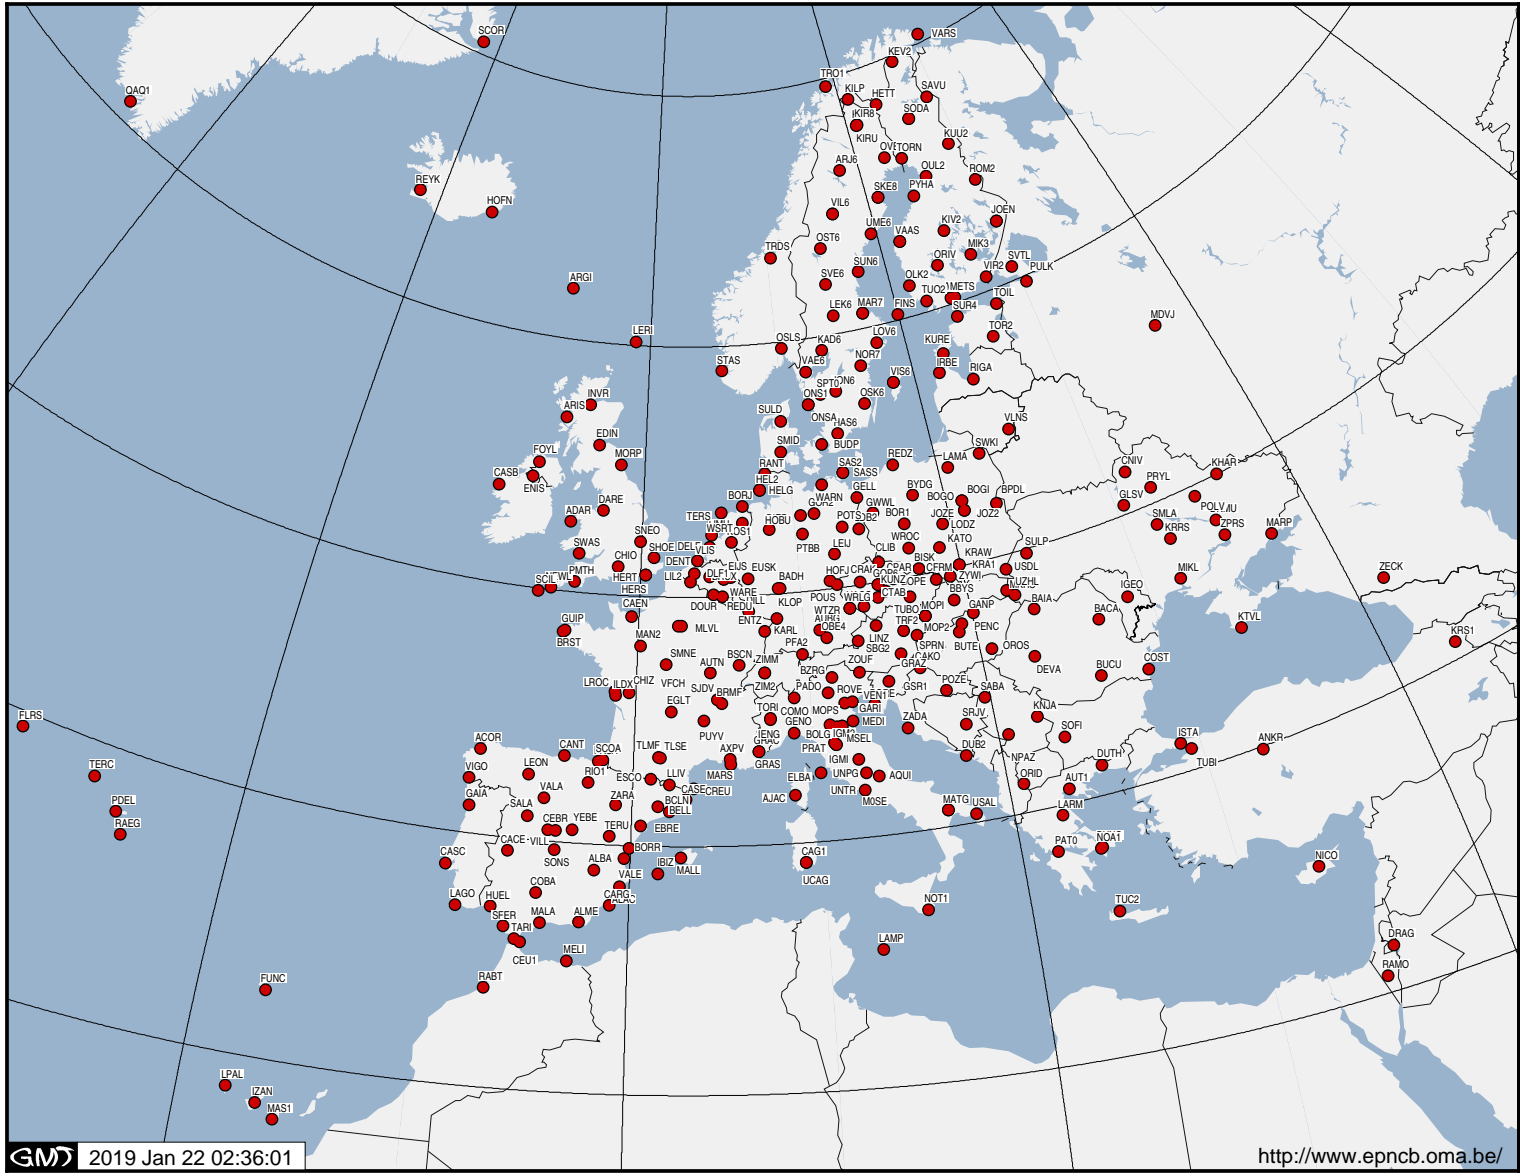 SCOR
VARS
KEV2
QAQ1
TRO1
KILP
HETT
SAVU
KIR8
SODA
KIRU
KUU2
TORN
ARJ6
OUL2
ROM2
REYK
SKE8
PYHA
HOFN
VIL6
JOEN
UME6
VAAS
KIV2
OST6
TRDS
MIK3
ORIV
SVTL
SUN6
VIR2
PULK
ARGI
SVE6
OLK2
TUO2
METS
TOIL
LEK6
MAR7
FINS
SUR4
MDVJ
LERI
OSLS
KAD6
LOV6
TOR2
STAS
VAE6
NOR7
KURE
IRBE
RIGA
SPT0
VIS6
INVR
ARIS
ONS1
OSK6
SULD
ONSA
HAS6
VLNS
EDIN
SMID
BUDP
SWKI
FOYL
MORP
RANT
SAS2
SASS
REDZ
LAMA
CNIV
KHAR
CASB
ENIS
HEL2
HELG
WARN
GELL
BYDG
BOGO
BOGI
BPDL
PRYL
GLSV
DARE
BORJ
GWWL
BOR1
JOZE
JOZ2
SMLA
POLV
ADAR
TERS
HOBU
POTS
LODZ
KRRS
ZPRS
MARP
SNEO
WSRT
PTBB
WROC
KATO
SULP
SWAS
SHOE
VLIS
LEIJ
CLIB
BISK
KRAW
KRA1
USDL
CHIO
DENT
EIJS
EUSK
CPAR
CFRM
ZYWI
PMTH
HERT
LIL2
DLF1
BADH
HOFJ
KUNZ
MIKL
ZECK
SCIL
HERS
WARE
POUS
CTAB
BBYS
BAIA
IGEO
CAEN
DOUR
REDU
KLOP
WTZR
TUBO
MOPI
GANP
BACA
KTVL
GUIP
BRST
MLVL
ENTZ
KARL
OBE4
TRF2
MOP2
PENC
KRS1
MAN2
PFA2
LINZ
SBG2
SPRN
BUTE
OROS
SMNE
AUTN
BSCN
ZIMM
ZOUF
GRAZ
CAKO
DEVA
BUCU
COST
LROC
ILDX
CHIZ
VFCH
SJDV
BRMF
ZIM2
BZRG
PADO
ROVE
VEN1
GSR1
POZE
SABA
EGLT
TORI
COMO
GARI
KNJA
FLRS
PUYV
IENG
GENO
MOPS
MEDI
ZADA
SRJV
SOFI
ISTA
ANKR
ACOR
CANT
SCOA
TLMF
TLSE
AXPV
GRAS
BOLG
PRAT
MSEL
DUB2
NPAZ
DUTH
TUBI
TERC
VIGO
LEON
RIO1
ESCO
LLIV
MARS
ELBA
IGMI
UNPG
AQUI
ORID
AUT1
PDEL
GAIA
VALA
ZARA
CASE
CREU
BCLN
BELL
AJAC
UNTR
M0SE
MATG
USAL
LARM
RAEG
SALA
CEBR
YEBE
TERU
EBRE
CASC
CACE
VILL
SONS
BORR
ALBA
IBIZ
MALL
CAG1
UCAG
PAT0
NOA1
NICO
LAGO
HUEL
COBA
VALE
CARG
SFER
MALA
ALME
NOT1
TUC2
TARI
CEU1
MELI
LAMP
DRAG
RAMO
FUNC
RABT
LPAL
IZAN
MAS1
GMT 2019 Jan 22 02:36:01
http://www.epncb.oma.be/